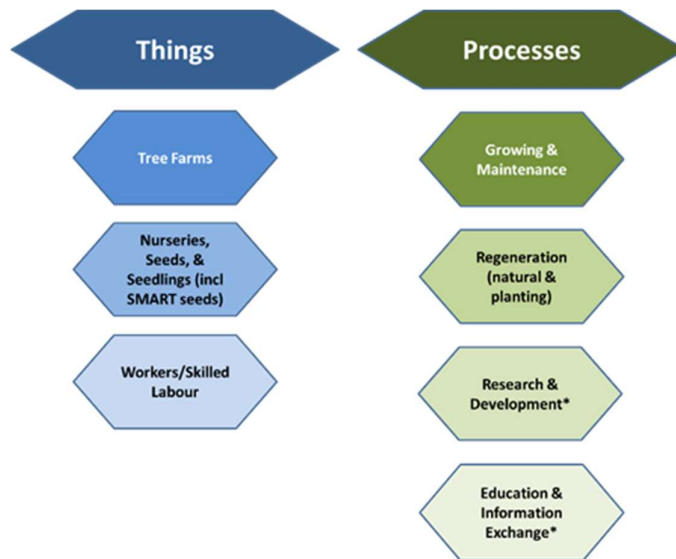 Things
Tree Farms
Nurseries,
Seeds, &
Seedlings (incl
SMART seeds)
Workers/Skilled
Labour
Processes
Growing &
Maintenance
Regeneration
(natural &
planting)
Research &
Development*
Education &
Information
Exchange*